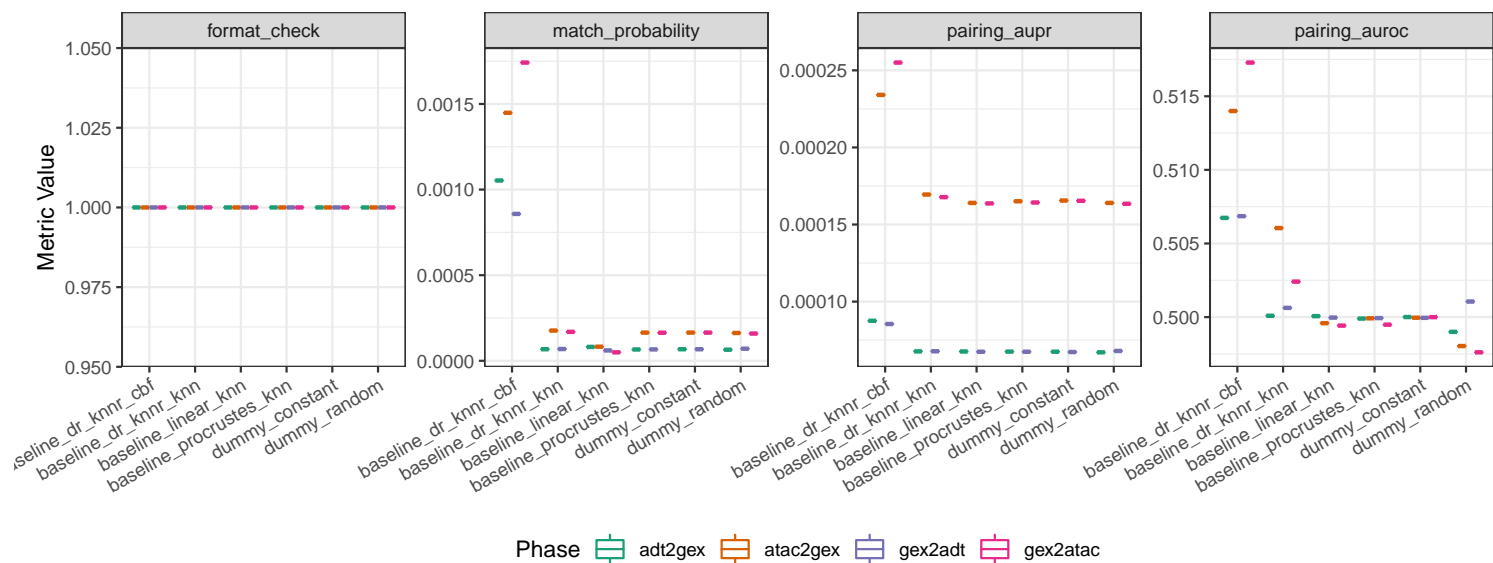 format_check
match_probability
pairing_aupr
pairing_auroc
Metric Value
1.050
1.025
1.000
0.975
0.950
0.0015
0.0010
0.0005
0.0000
0.00025
0.00020
0.00015
0.00010
0.515
0.510
0.505
0.500
aseline_dr_knnr_cbf
baseline_dr_knnr_knn
baseline_linear_knn
baseline_procrustes_knn
dummy_constant
dummy_random
baseline_dr_knnr_cbf
baseline_dr_knnr_knn
baseline_linear_knn
baseline_procrustes_knn
dummy_constant
dummy_random
baseline_dr_knnr_cbf
baseline_dr_knnr_knn
baseline_linear_knn
baseline_procrustes_knn
dummy_constant
dummy_random
baseline_dr_knnr_cbf
baseline_dr_knnr_knn
baseline_linear_knn
baseline_procrustes_knn
dummy_constant
dummy_random
Phase adt2gex atac2gex gex2adt gex2atac